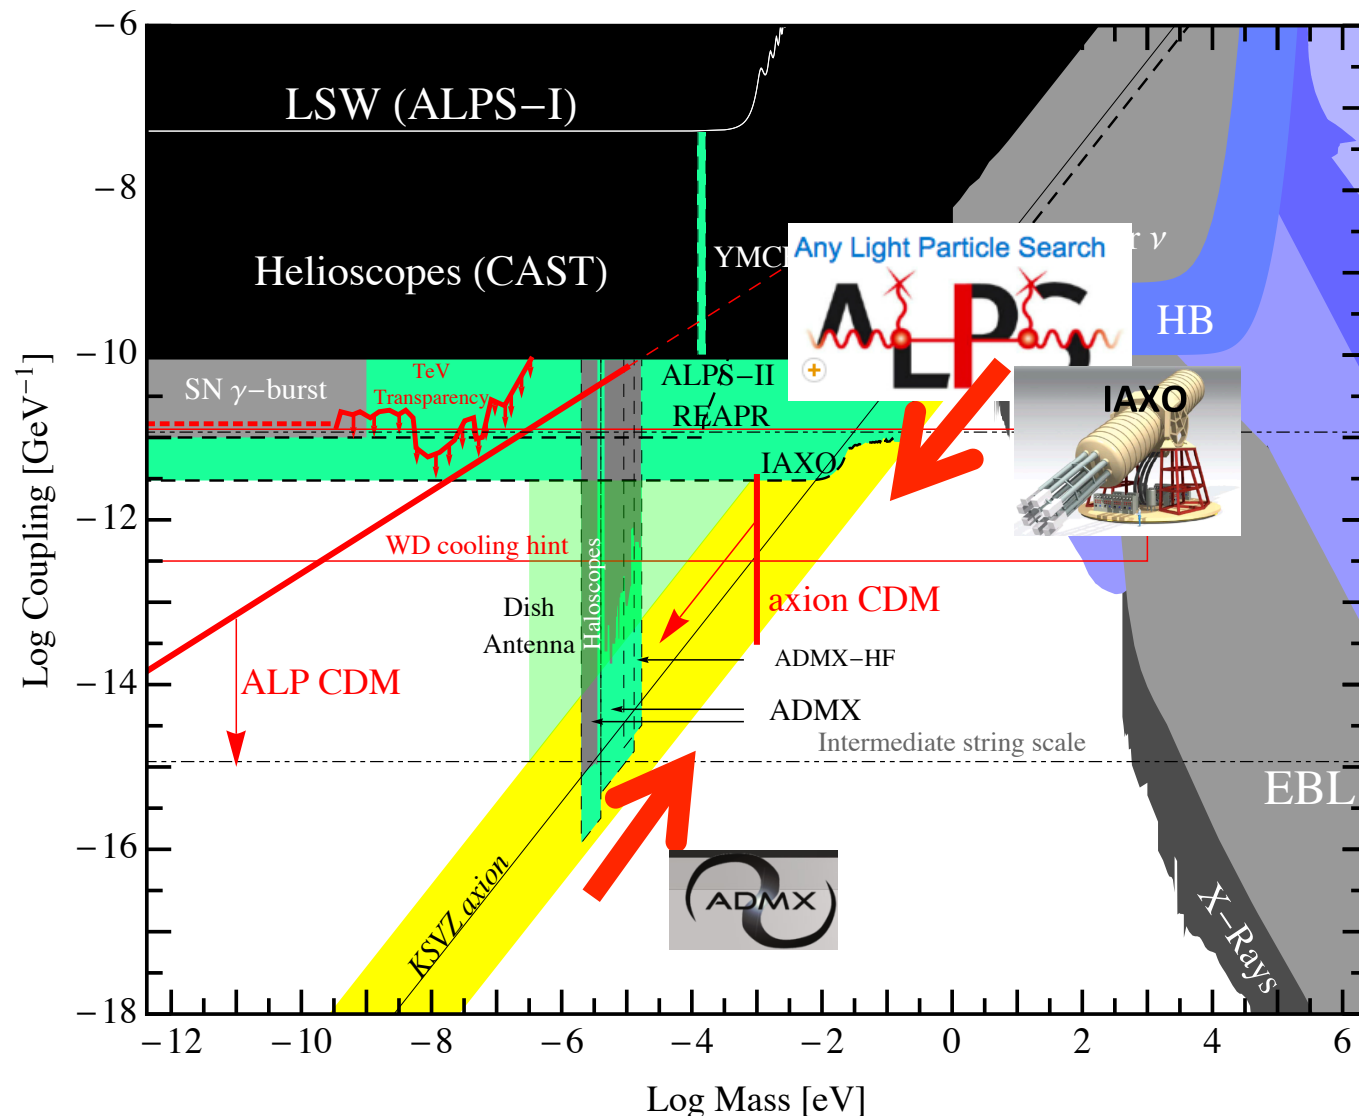 −6
−8
−10
−12
−14
−16
−18
Log Coupling [GeV−1]
LSW (ALPS−I)
Helioscopes (CAST)
Any Light Particle Search
ALPS
γ
HB
SN γ−burst
TeV
Transparency
ALPS−II
REAPR
IAXO
IAXO
WD cooling hint
Haloscopes
Dish
Antenna
axion CDM
ALP CDM
ADMX−HF
ADMX
Intermediate string scale
EBL
ADMX
KSVZ axion
X−Rays
−12
−10
−8
−6
−4
−2
0
2
4
6
Log Mass [eV]